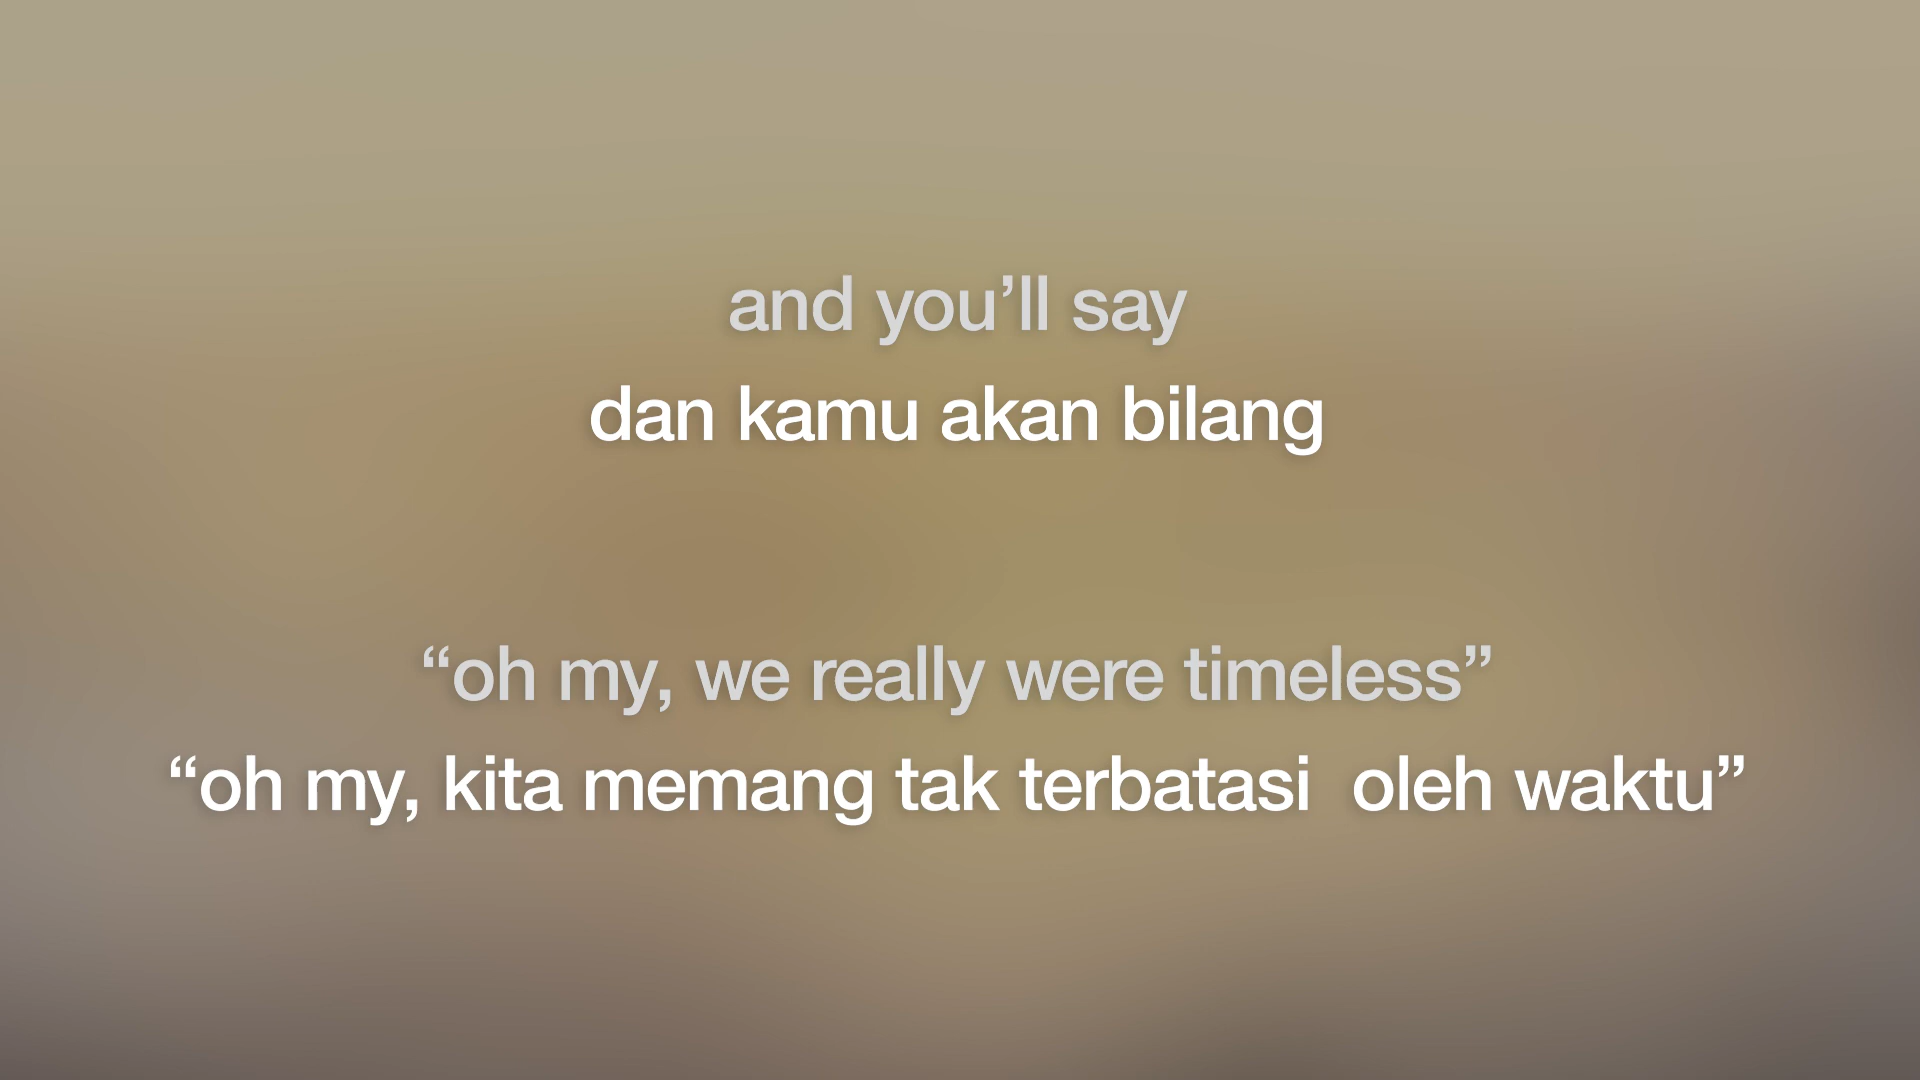 and you’ll say
dan kamu akan bilang
“oh my, we really were timeless”
“oh my, kita memang tak terbatasi  oleh waktu”